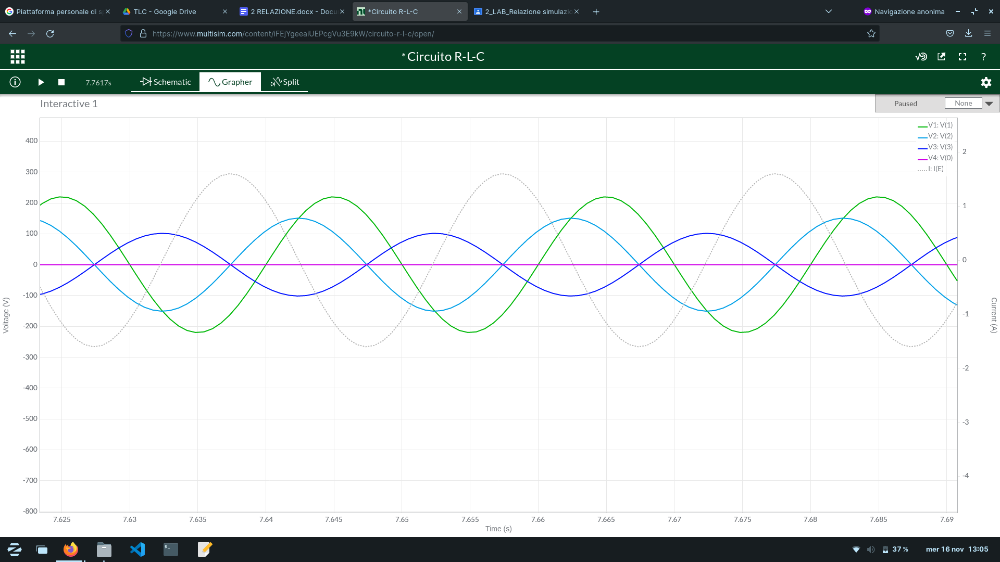 Piattaforma personale di s
TLC - Google Drive
2 RELAZIONE.docx - Docu
*Circuito R-L-C
2_LAB_Relazione simulazio
Navigazione anonima
https://www.multisim.com/content/iFEjYgeeaiUEPcgVu3E9kW/circuito-r-l-c/open/
* Circuito R-L-C
?
7.7617s
Schematic
Grapher
Split
Interactive 1
Paused
None
V1: V(1)
V2: V(2)
V3: V(3)
V4: V(0)
I: I(E)
400
300
200
100
0
-100
-200
-300
-400
-500
-600
-700
-800
Voltage (V)
2
1
0
-1
-2
-3
-4
Current (A)
7.625 7.63 7.635 7.64 7.645 7.65 7.655 7.66 7.665 7.67 7.675 7.68 7.685 7.69
Time (s)
37 %
mer 16 nov 13:05